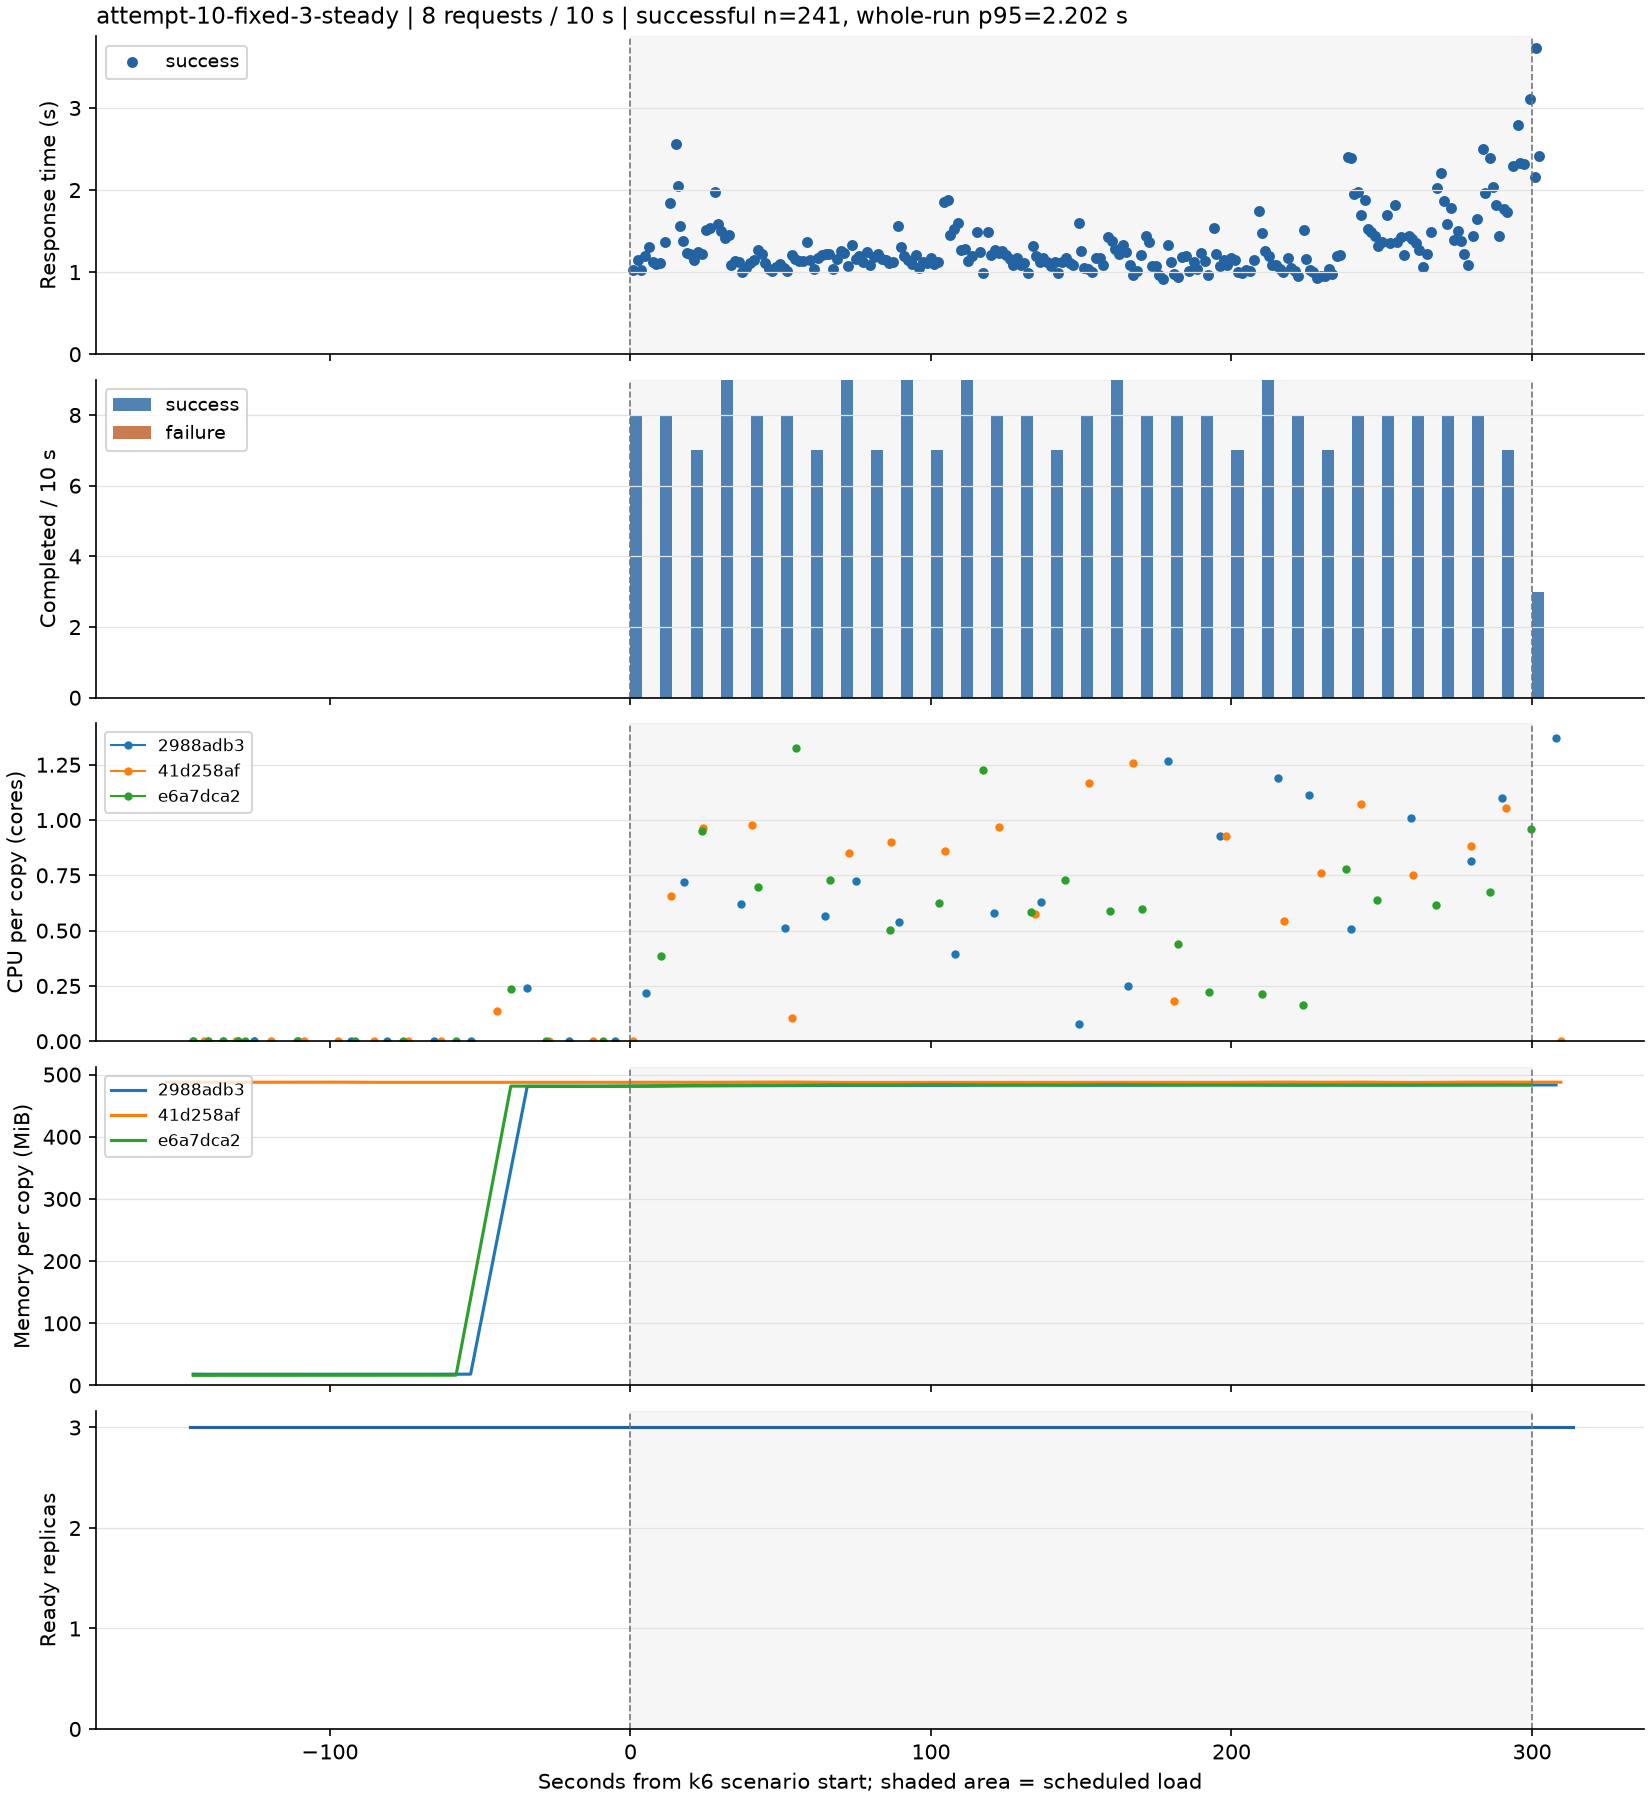 attempt-10-fixed-3-steady | 8 requests / 10 s | successful n=241, whole-run p95=2.202 s
success
Response time (s)
3
2
1
0
success
failure
Completed / 10 s
8
6
4
2
0
2988adb3
41d258af
e6a7dca2
CPU per copy (cores)
1.25
1.00
0.75
0.50
0.25
0.00
2988adb3
41d258af
e6a7dca2
Memory per copy (MiB)
500
400
300
200
100
0
Ready replicas
3
2
1
0
−100
0
100
200
300
Seconds from k6 scenario start; shaded area = scheduled load